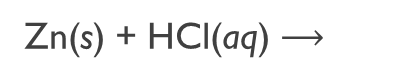 Zn(s) + HCl(aq) ⟶